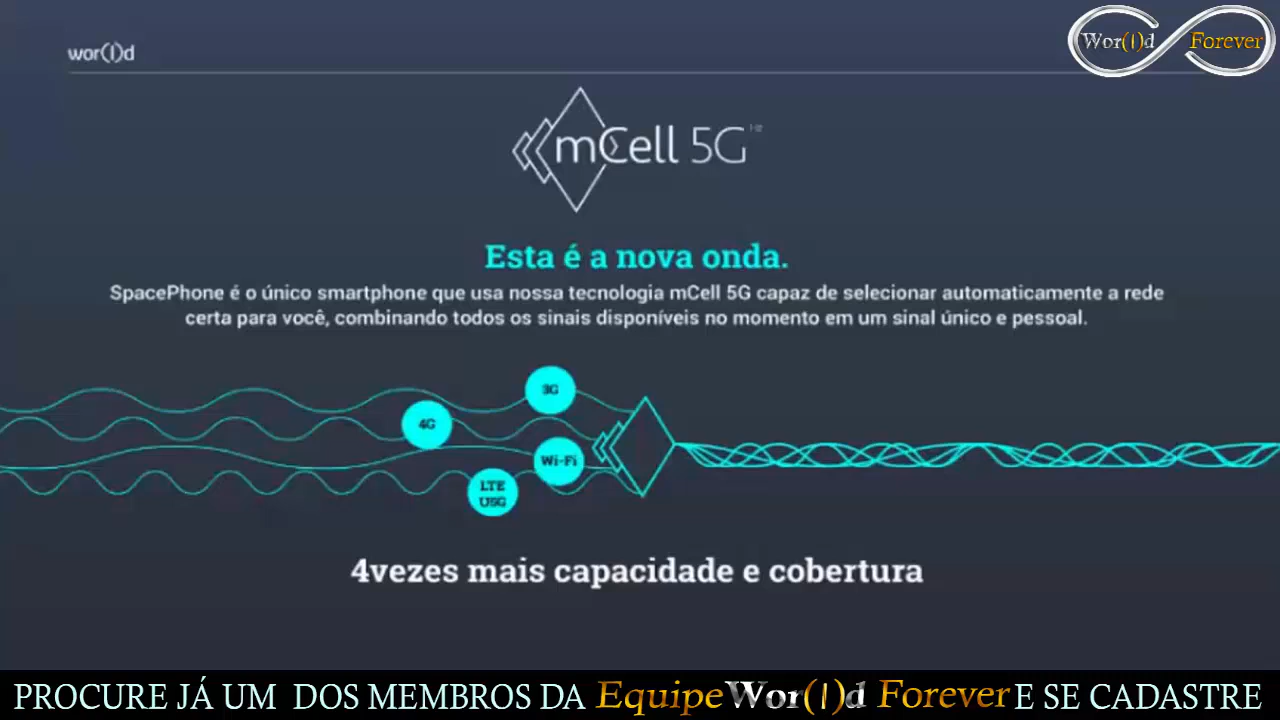 wor(l)d
Wor(l)d Forever
mCell 5G
Esta é a nova onda.
SpacePhone é o único smartphone que usa nossa tecnologia mCell 5G capaz de selecionar automaticamente a rede
certa para você, combinando todos os sinais disponíveis no momento em um sinal único e pessoal.
3G
4G
Wi-Fi
LTE
U5G
4vezes mais capacidade e cobertura
PROCURE JÁ UM DOS MEMBROS DA Equipe Wor(l)d Forever E SE CADASTRE